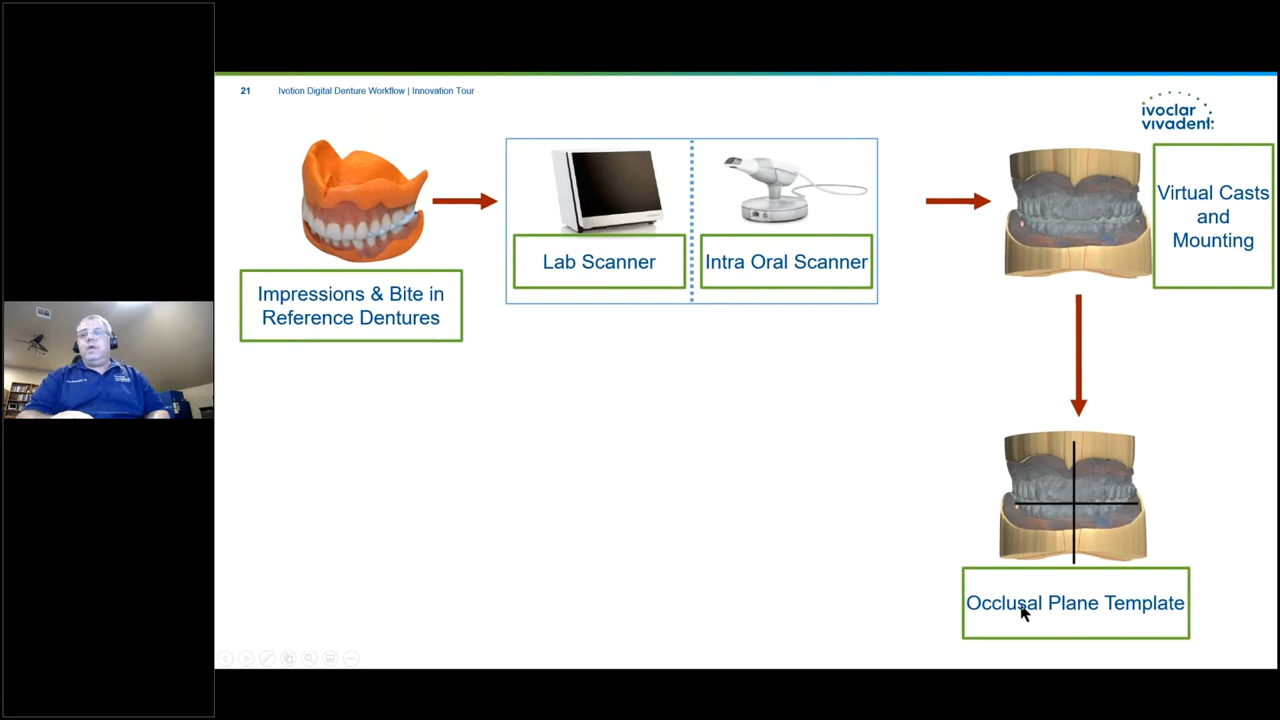 21
Ivotion Digital Denture Workflow | Innovation Tour
ivoclar
vivadent:
Impressions & Bite in
Reference Dentures
Lab Scanner
Intra Oral Scanner
Virtual Casts
and
Mounting
Occlusal Plane Template